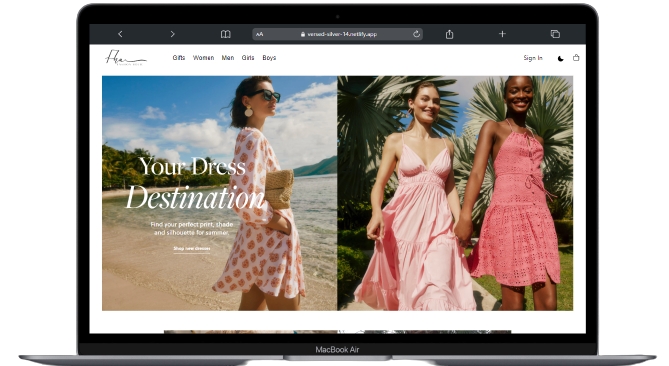 AA versed-silver-14.netlify.app
Gifts Women Men Girls Boys Sign In
Your Dress
Destination
Find your perfect print, shade
and silhouette for summer.
Shop new dresses
MacBook Air